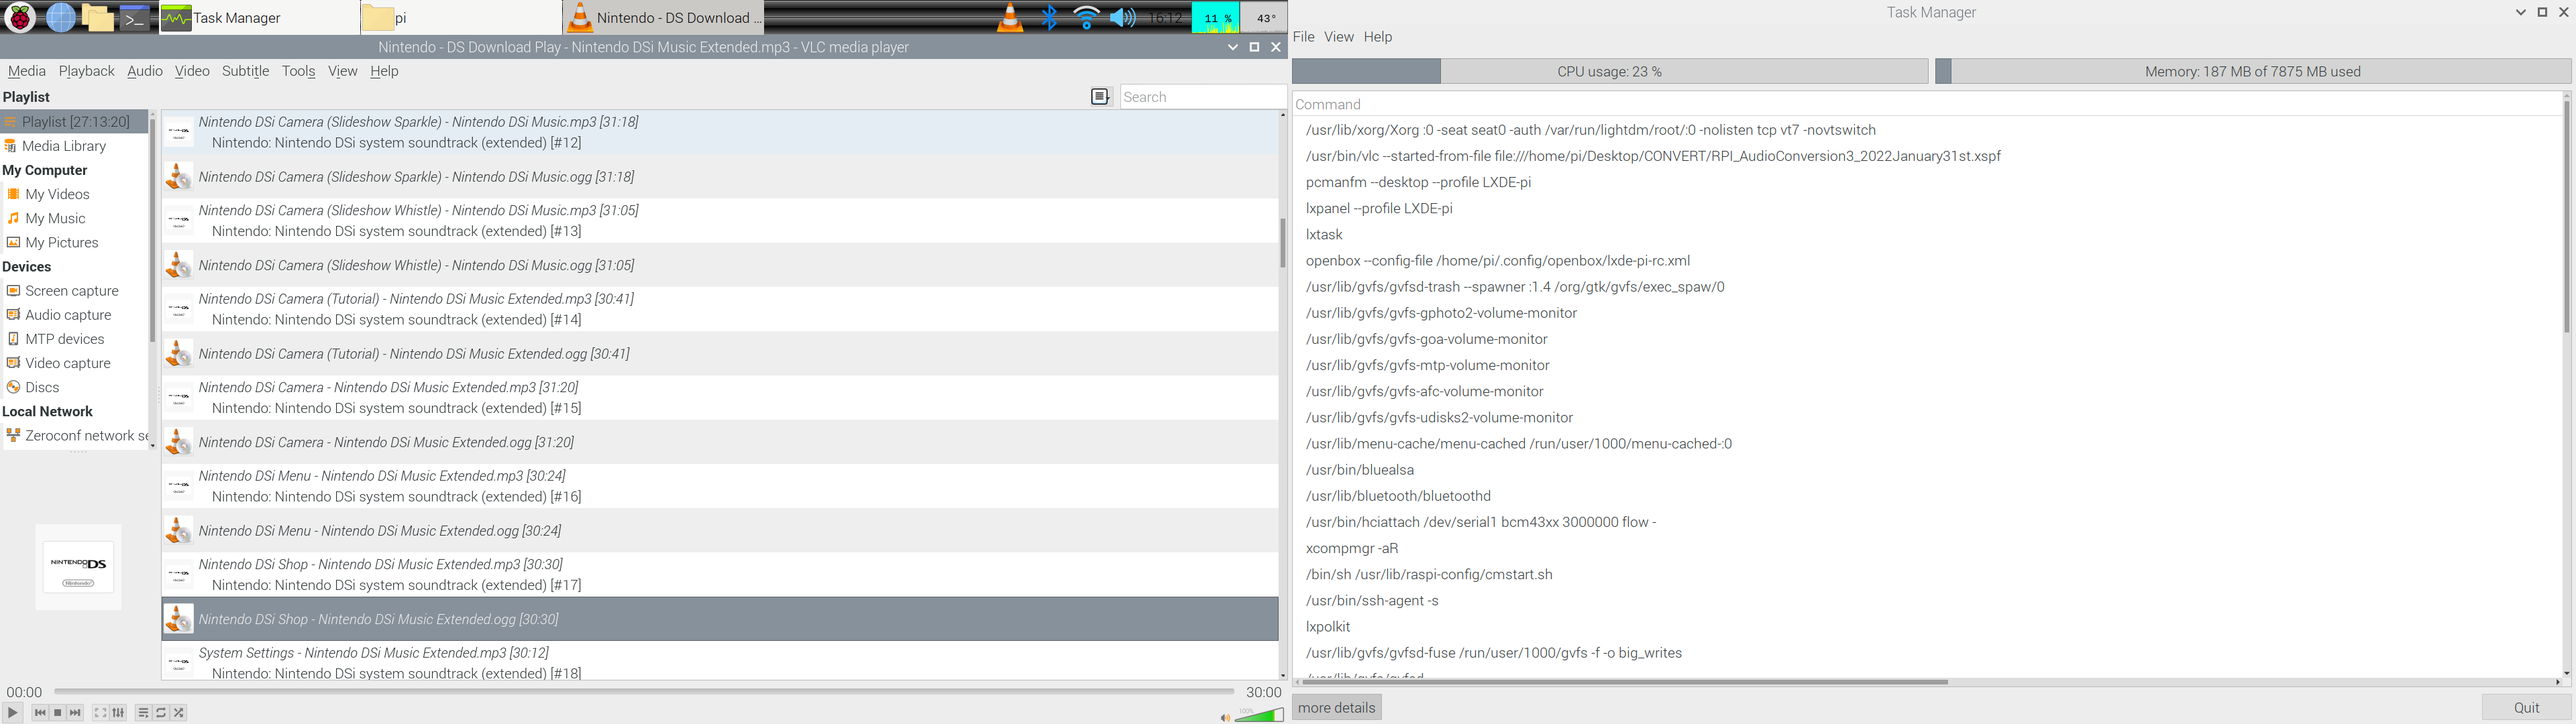 Task Manager
pi
Nintendo - DS Download ...
16:12
11 %
43°
Nintendo - DS Download Play - Nintendo DSi Music Extended.mp3 - VLC media player
Media Playback Audio Video Subtitle Tools View Help
Playlist
Search
Playlist [27:13:20]
Media Library
My Computer
My Videos
My Music
My Pictures
Devices
Screen capture
Audio capture
MTP devices
Video capture
Discs
Local Network
Zeroconf network se
NINTENDO DS
Nintendo
Nintendo DSi Camera (Slideshow Sparkle) - Nintendo DSi Music.mp3 [31:18]
Nintendo: Nintendo DSi system soundtrack (extended) [#12]
Nintendo DSi Camera (Slideshow Sparkle) - Nintendo DSi Music.ogg [31:18]
Nintendo DSi Camera (Slideshow Whistle) - Nintendo DSi Music.mp3 [31:05]
Nintendo: Nintendo DSi system soundtrack (extended) [#13]
Nintendo DSi Camera (Slideshow Whistle) - Nintendo DSi Music.ogg [31:05]
Nintendo DSi Camera (Tutorial) - Nintendo DSi Music Extended.mp3 [30:41]
Nintendo: Nintendo DSi system soundtrack (extended) [#14]
Nintendo DSi Camera (Tutorial) - Nintendo DSi Music Extended.ogg [30:41]
Nintendo DSi Camera - Nintendo DSi Music Extended.mp3 [31:20]
Nintendo: Nintendo DSi system soundtrack (extended) [#15]
Nintendo DSi Camera - Nintendo DSi Music Extended.ogg [31:20]
Nintendo DSi Menu - Nintendo DSi Music Extended.mp3 [30:24]
Nintendo: Nintendo DSi system soundtrack (extended) [#16]
Nintendo DSi Menu - Nintendo DSi Music Extended.ogg [30:24]
Nintendo DSi Shop - Nintendo DSi Music Extended.mp3 [30:30]
Nintendo: Nintendo DSi system soundtrack (extended) [#17]
Nintendo DSi Shop - Nintendo DSi Music Extended.ogg [30:30]
System Settings - Nintendo DSi Music Extended.mp3 [30:12]
Nintendo: Nintendo DSi system soundtrack (extended) [#18]
00:00
30:00
100%
Task Manager
File View Help
CPU usage: 23 %
Memory: 187 MB of 7875 MB used
Command
/usr/lib/xorg/Xorg :0 -seat seat0 -auth /var/run/lightdm/root/:0 -nolisten tcp vt7 -novtswitch
/usr/bin/vlc --started-from-file file:///home/pi/Desktop/CONVERT/RPI_AudioConversion3_2022January31st.xspf
pcmanfm --desktop --profile LXDE-pi
lxpanel --profile LXDE-pi
lxtask
openbox --config-file /home/pi/.config/openbox/lxde-pi-rc.xml
/usr/lib/gvfs/gvfsd-trash --spawner :1.4 /org/gtk/gvfs/exec_spaw/0
/usr/lib/gvfs/gvfs-gphoto2-volume-monitor
/usr/lib/gvfs/gvfs-goa-volume-monitor
/usr/lib/gvfs/gvfs-mtp-volume-monitor
/usr/lib/gvfs/gvfs-afc-volume-monitor
/usr/lib/gvfs/gvfs-udisks2-volume-monitor
/usr/lib/menu-cache/menu-cached /run/user/1000/menu-cached-:0
/usr/bin/bluealsa
/usr/lib/bluetooth/bluetoothd
/usr/bin/hciattach /dev/serial1 bcm43xx 3000000 flow -
xcompmgr -aR
/bin/sh /usr/lib/raspi-config/cmstart.sh
/usr/bin/ssh-agent -s
lxpolkit
/usr/lib/gvfs/gvfsd-fuse /run/user/1000/gvfs -f -o big_writes
/usr/lib/gvfs/gvfsd
more details
Quit